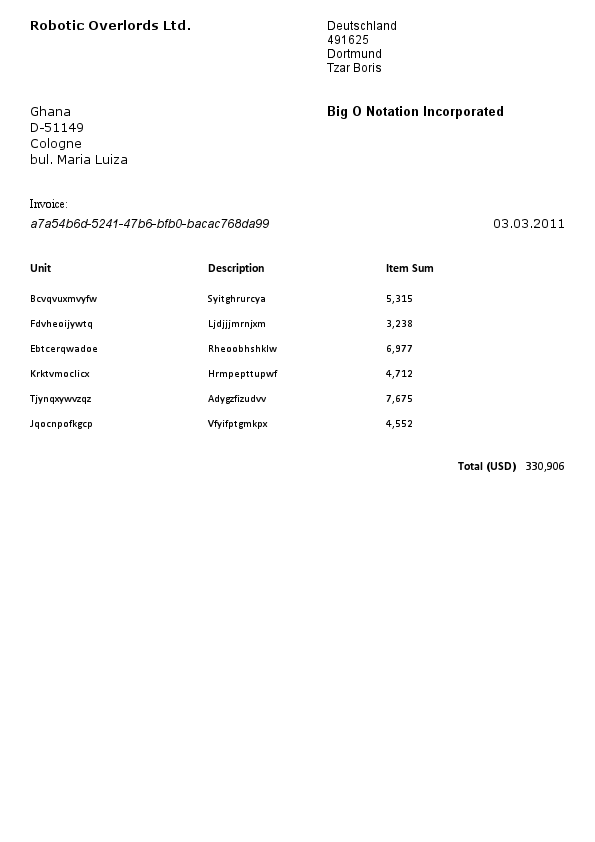 Robotic Overlords Ltd.
Deutschland
491625
Dortmund
Tzar Boris
Ghana
D-51149
Cologne
bul. Maria Luiza
Big O Notation Incorporated
Invoice:
a7a54b6d-5241-47b6-bfb0-bacac768da99 03.03.2011
Unit Description Item Sum
Bcvqvuxmvyfw Syitghrurcya 5,315
Fdvheoijywtq Ljdjjjmrnjxm 3,238
Ebtcerqwadoe Rheoobhshklw 6,977
Krktvmoclicx Hrmpepttupwf 4,712
Tjynqxywvzqz Adygzfizudvv 7,675
Jqocnpofkgcp Vfyifptgmkpx 4,552
Total (USD) 330,906